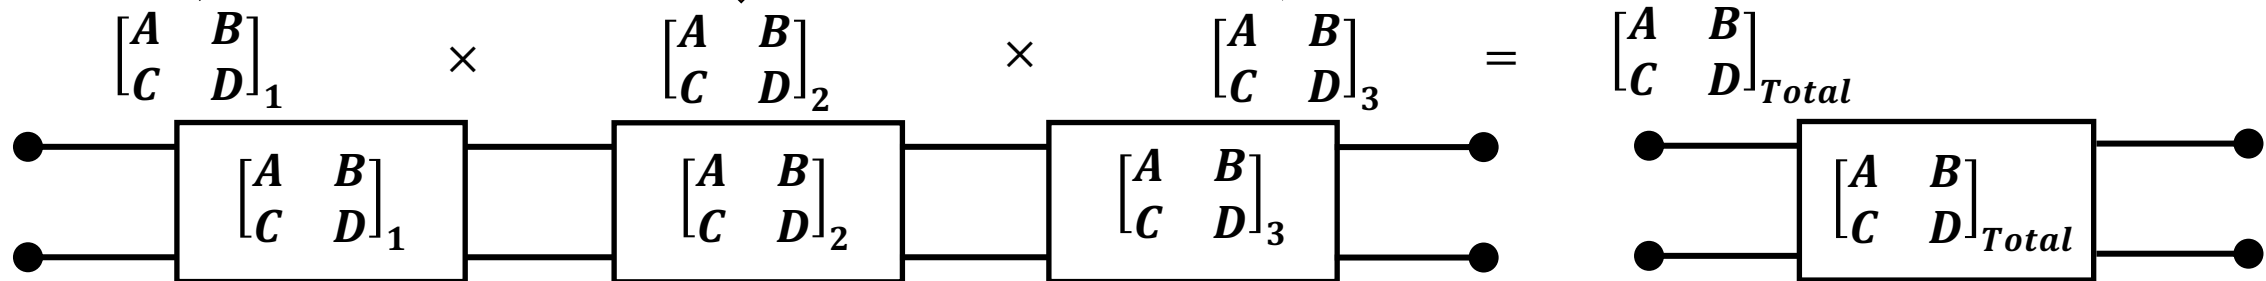 [A B C D]1 × [A B C D]2 × [A B C D]3 = [A B C D]Total
[A B C D]1 [A B C D]2 [A B C D]3 [A B C D]Total